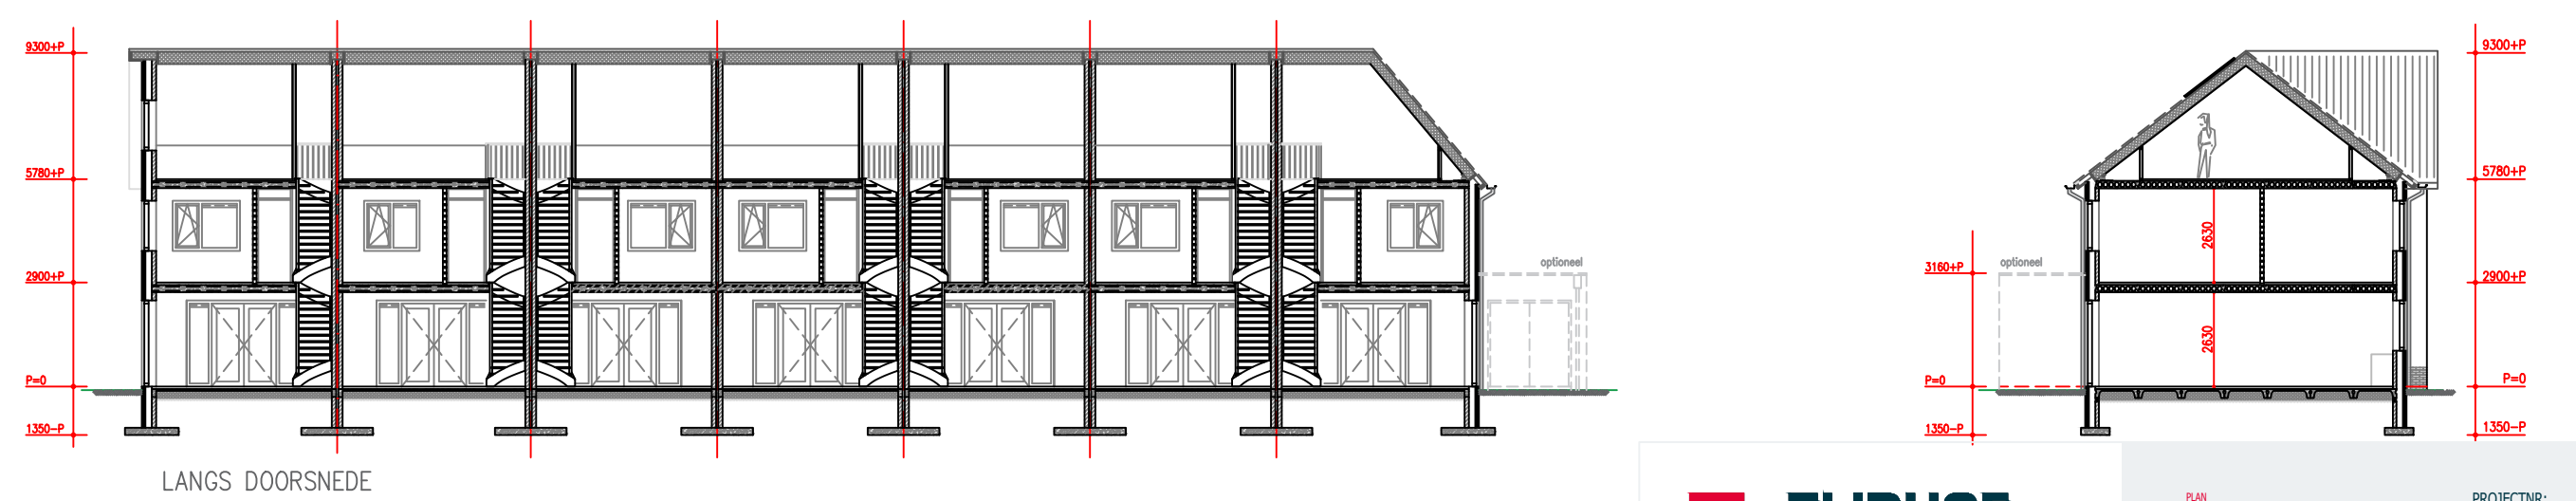 9300+P
5780+P
2900+P
P=0
1350-P
optioneel
LANGS DOORSNEDE
3160+P
P=0
1350-P
optioneel
2630
2630
9300+P
5780+P
2900+P
P=0
1350-P
PLAN
PROJECTNR: